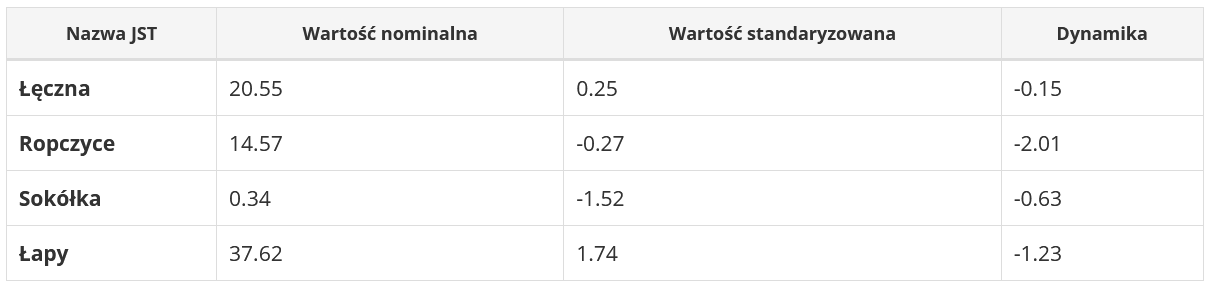 Nazwa JST Wartość nominalna Wartość standaryzowana Dynamika
Łęczna 20.55 0.25 -0.15
Ropczyce 14.57 -0.27 -2.01
Sokółka 0.34 -1.52 -0.63
Łapy 37.62 1.74 -1.23